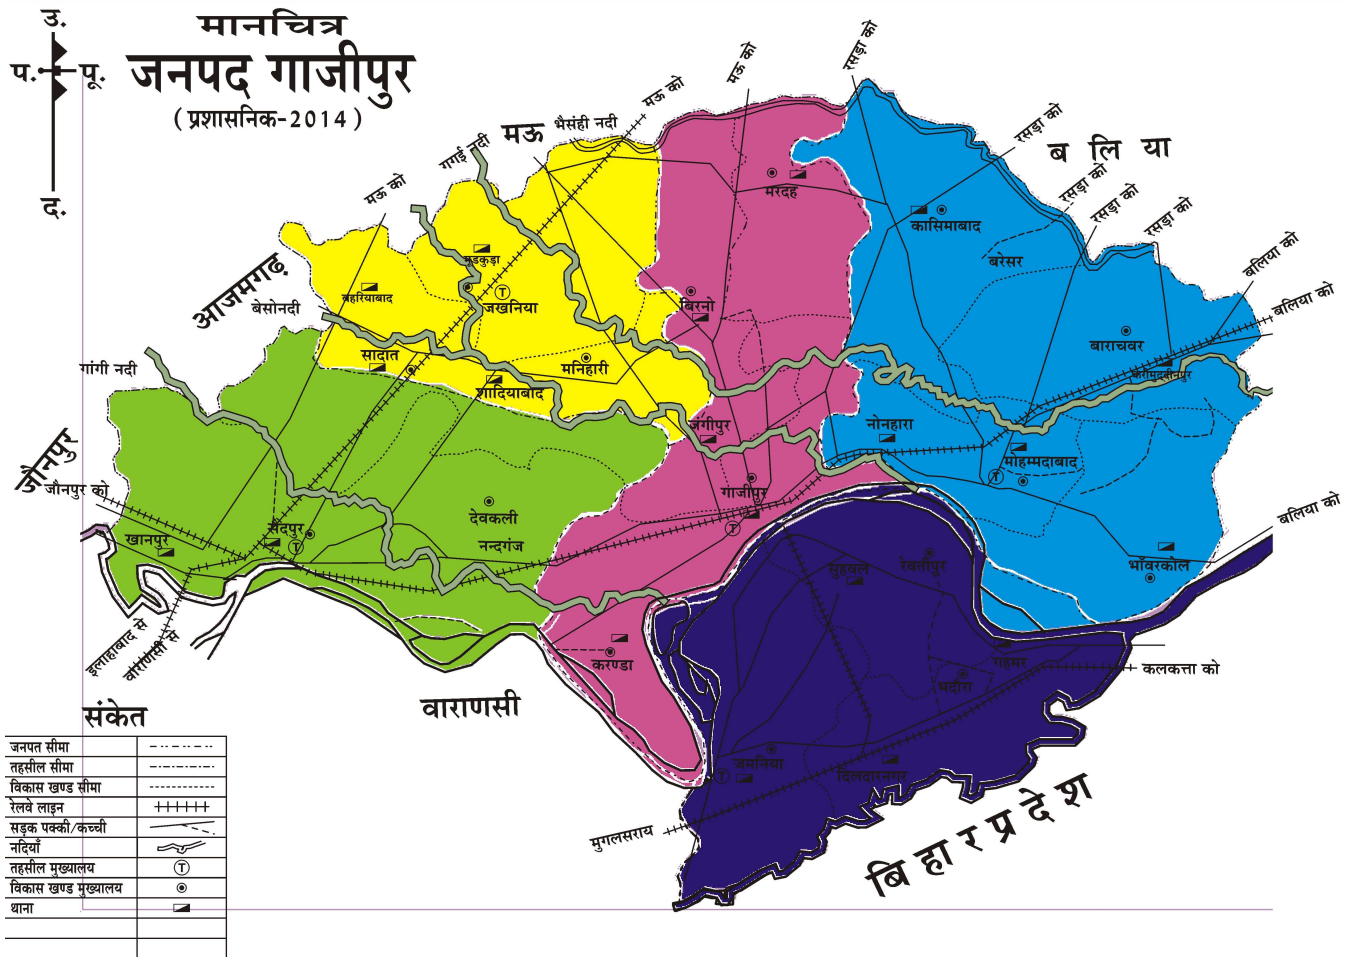 उ.
प.
पू.
द.
मानचित्र
जनपद गाजीपुर
( प्रशासनिक-2014 )
मऊ को
रसड़ा को
मऊ को
मऊ
भैसंही नदी
गगई नदी
मऊ को
रसड़ा को
ब लि या
रसड़ा को
रसड़ा को
रसड़ा को
बलिया को
बलिया को
आजमगढ़
बेसोनदी
गांगी नदी
जौनपुर
जौनपुर को
मरदह
कासिमाबाद
बरेसर
बहरियाबाद
जखनिया
बिरनो
सादात
मनिहारी
शादियाबाद
बाराचवर
जंगीपुर
नोनहारा
मोहम्मदाबाद
गाजीपुर
देवकली
नन्दगंज
सैदपुर
खानपुर
बलिया को
भाँवरकोल
सुहवल
रेवतीपुर
इलाहाबाद से
वाराणसी से
करण्डा
गहमर
भदौरा
कलकत्ता को
वाराणसी
जमनिया
दिलदारनगर
मुगलसराय
बिहार प्रदेश
संकेत
जनपत सीमा
तहसील सीमा
विकास खण्ड सीमा
रेलवे लाइन
सड़क पक्की/कच्ची
नदियाँ
तहसील मुख्यालय
T
विकास खण्ड मुख्यालय
थाना